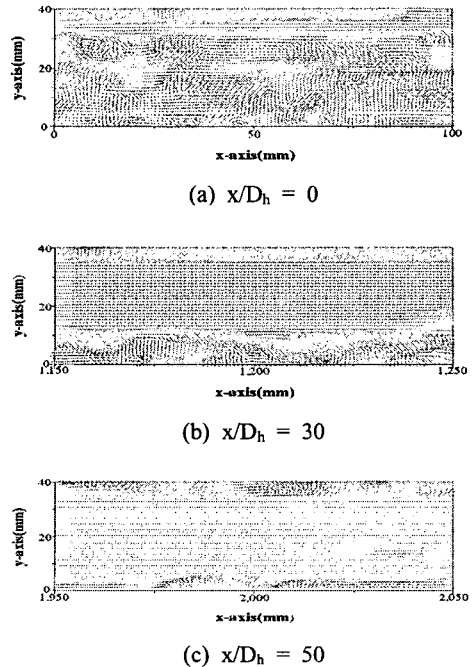 40
20
0
y-axis(mm)
0 50 100
x-axis(mm)
(a) x/Dh = 0
40
20
0
y-axis(mm)
1,150 1,200 1,250
x-axis(mm)
(b) x/Dh = 30
40
20
0
y-axis(mm)
1,950 2,000 2,050
x-axis(mm)
(c) x/Dh = 50